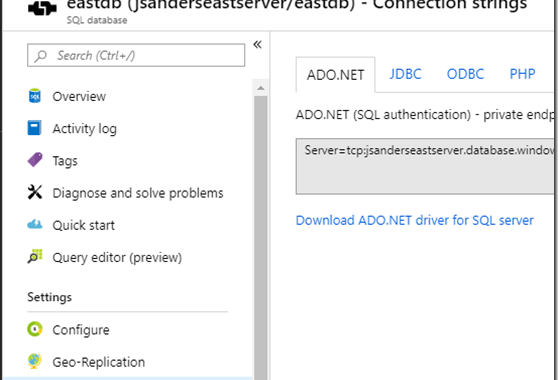 eastdb (jsanderseastserver/eastdb) - Connection strings
SQL database
Search (Ctrl+/)
«
Overview
Activity log
Tags
Diagnose and solve problems
Quick start
Query editor (preview)
Settings
Configure
Geo-Replication
ADO.NET JDBC ODBC PHP
ADO.NET (SQL authentication) - private endp
Server=tcp:jsanderseastserver.database.window
Download ADO.NET driver for SQL server